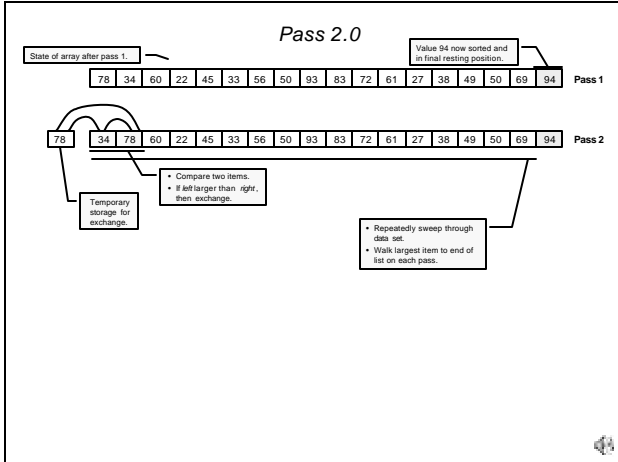 Pass 2.0
State of array after pass 1.
Value 94 now sorted and
in final resting position.
78 34 60 22 45 33 56 50 93 83 72 61 27 38 49 50 69 94 Pass 1
78 34 78 60 22 45 33 56 50 93 83 72 61 27 38 49 50 69 94 Pass 2
• Compare two items.
• If left larger than right,
then exchange.
Temporary
storage for
exchange.
• Repeatedly sweep through
data set.
• Walk largest item to end of
list on each pass.